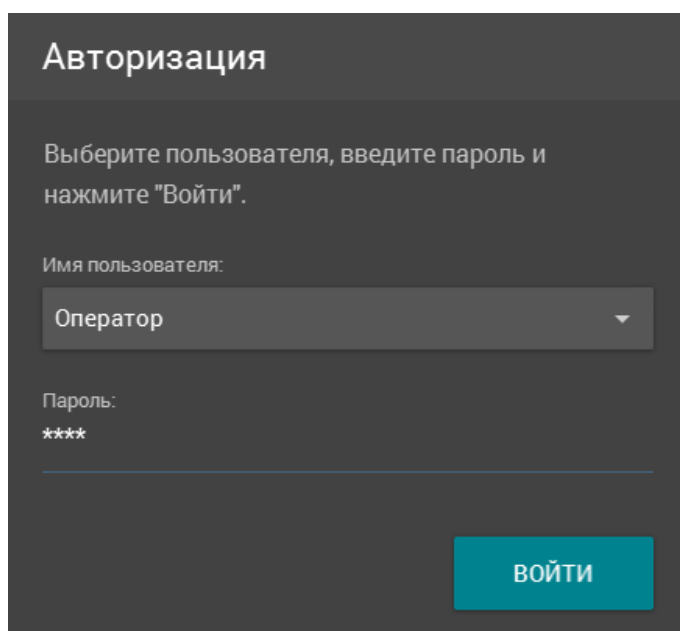 Авторизация
Выберите пользователя, введите пароль и
нажмите "Войти".
Имя пользователя:
Оператор
Пароль:
****
ВОЙТИ